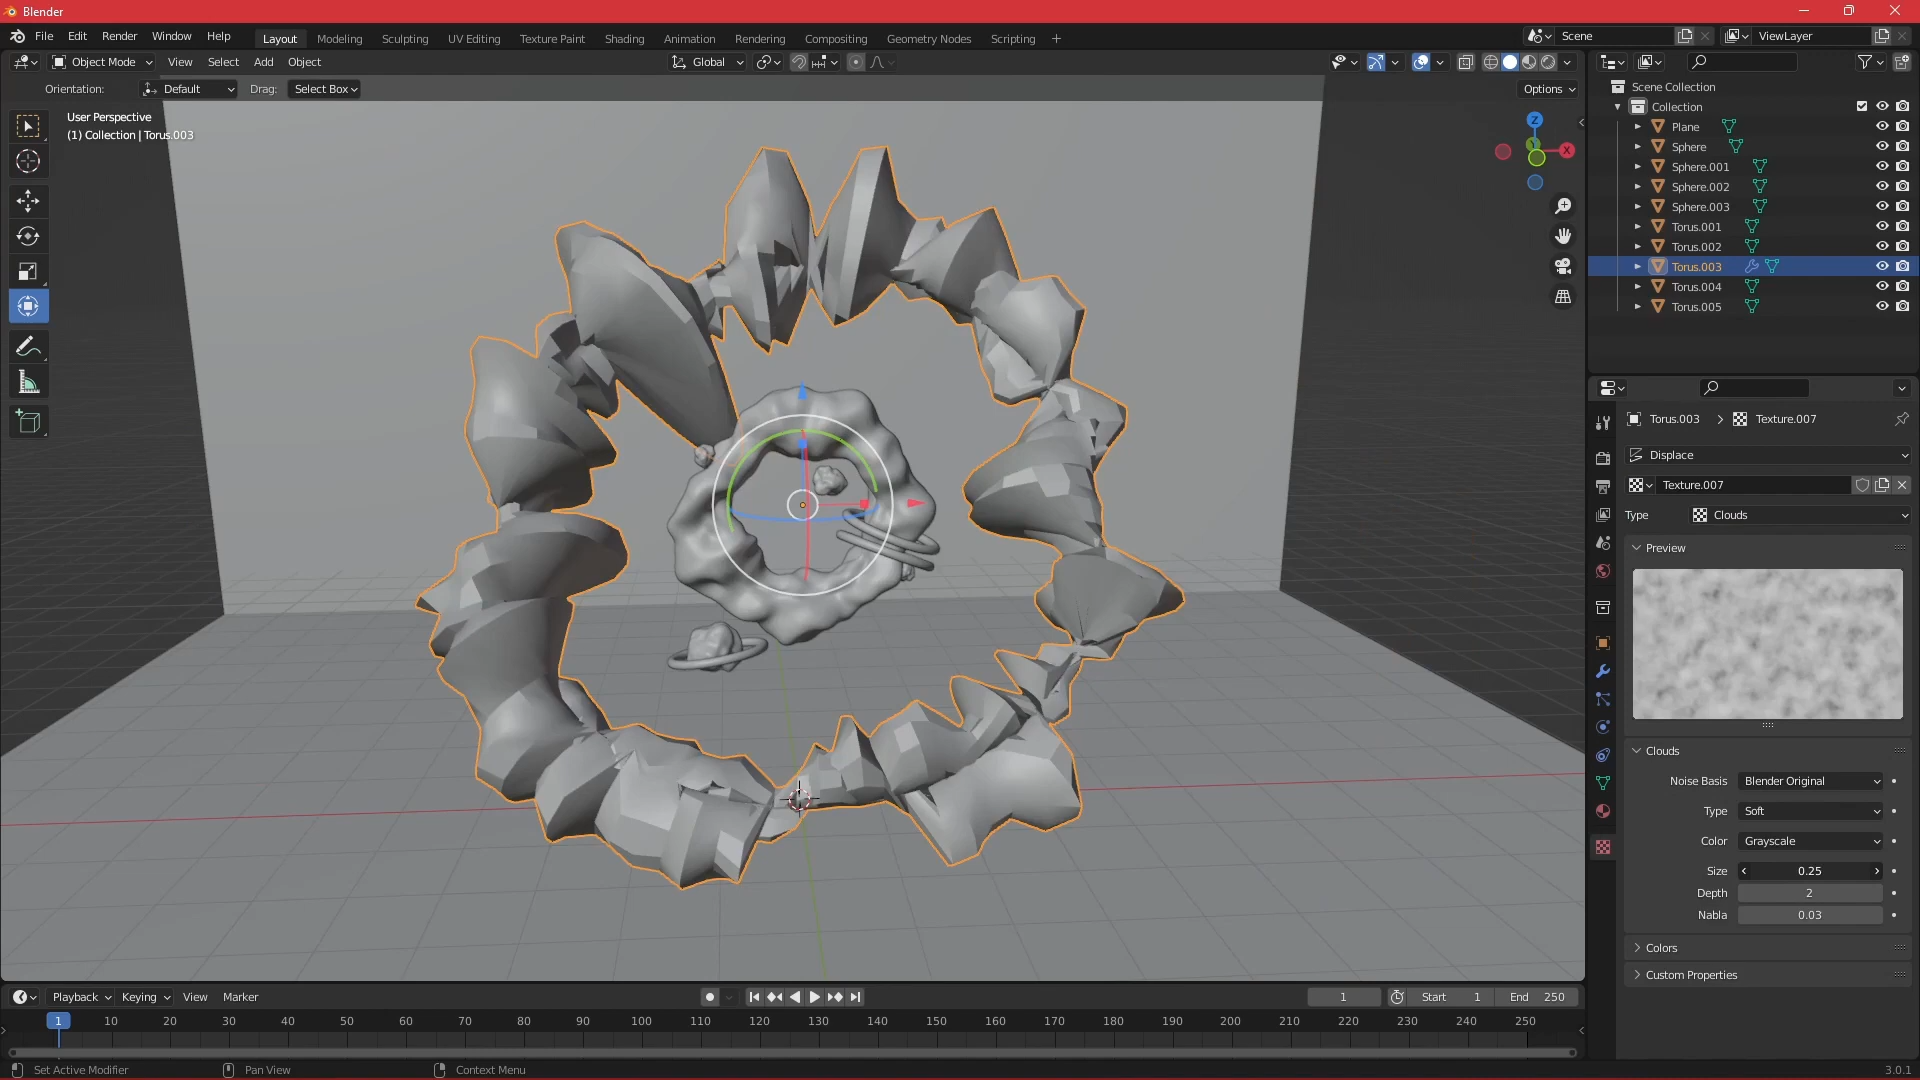 Blender
File Edit Render Window Help Layout Modeling Sculpting UV Editing Texture Paint Shading Animation Rendering Compositing Geometry Nodes Scripting + Scene ViewLayer
Object Mode View Select Add Object Global
Orientation: Default Drag: Select Box Options
User Perspective
(1) Collection | Torus.003
Z
Y
X
Scene Collection
Collection
Plane
Sphere
Sphere.001
Sphere.002
Sphere.003
Torus.001
Torus.002
Torus.003
Torus.004
Torus.005
Torus.003 > Texture.007
Displace
Texture.007
Type Clouds
Preview
Clouds
Noise Basis Blender Original
Type Soft
Color Grayscale
Size 0.25
Depth 2
Nabla 0.03
Colors
Custom Properties
Playback Keying View Marker 1 Start 1 End 250
1 10 20 30 40 50 60 70 80 90 100 110 120 130 140 150 160 170 180 190 200 210 220 230 240 250
Set Active Modifier Pan View Context Menu 3.0.1